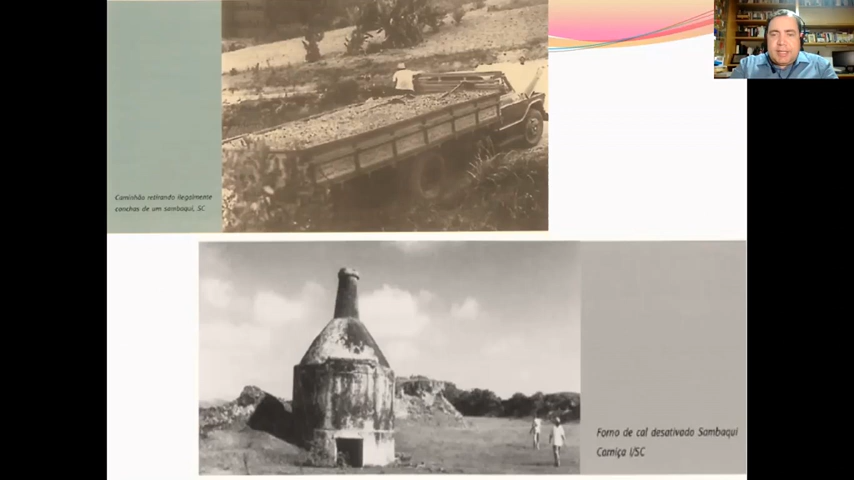 Caminhão retirando ilegalmente
conchas de um sambaqui, SC
Forno de cal desativado Sambaqui
Carniça I/SC